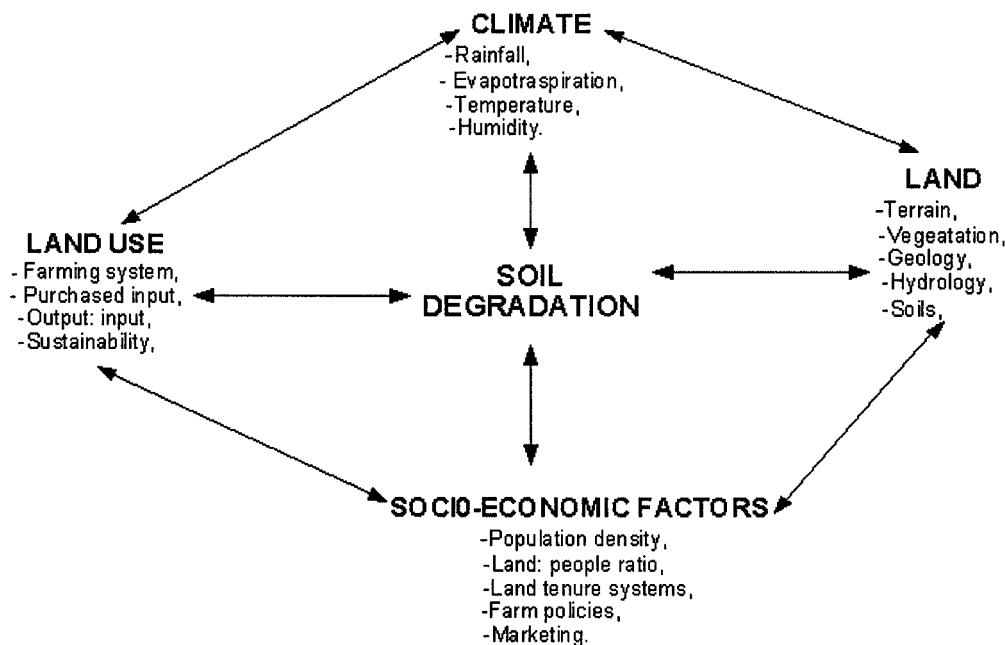 CLIMATE
-Rainfall,
- Evapotraspiration,
-Temperature,
-Humidity.
LAND
-Terrain,
-Vegeatation,
-Geology,
-Hydrology,
-Soils,
LAND USE
- Farming system,
- Purchased input,
- Output: input,
- Sustainability,
SOIL
DEGRADATION
SOCI0-ECONOMIC FACTORS
-Population density,
-Land: people ratio,
-Land tenure systems,
-Farm policies,
-Marketing.